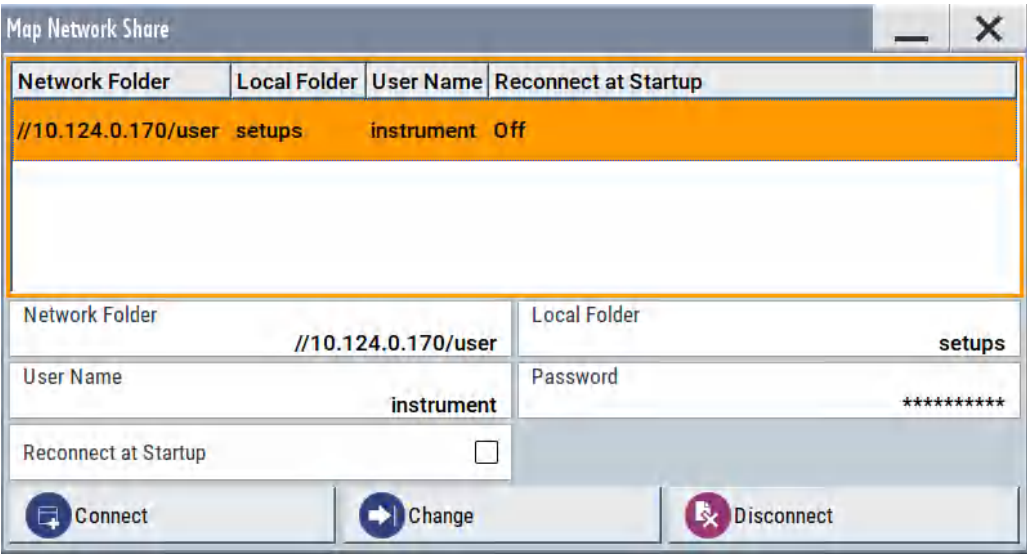 Map Network Share
Network Folder Local Folder User Name Reconnect at Startup
//10.124.0.170/user setups instrument Off
Network Folder Local Folder
//10.124.0.170/user setups
User Name Password
instrument **********
Reconnect at Startup
Connect Change Disconnect